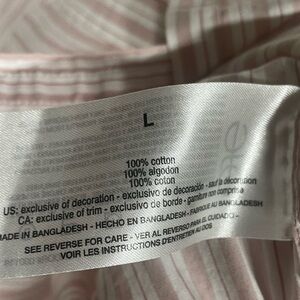 L
100% cotton
100% algodon
100% coton
US: exclusive of decoration - exclusivo de decoración - sauf la décoration
CA: exclusive of trim - exclusivo de borde - garniture non comprise
MADE IN BANGLADESH - HECHO EN BANGLADESH - FABRIQUÉ AU BANGLADESH
SEE REVERSE FOR CARE - VER AL REVERSO PARA EL CUIDADO -
VOIR LES INSTRUCTIONS D'ENTRETIEN AU DOS